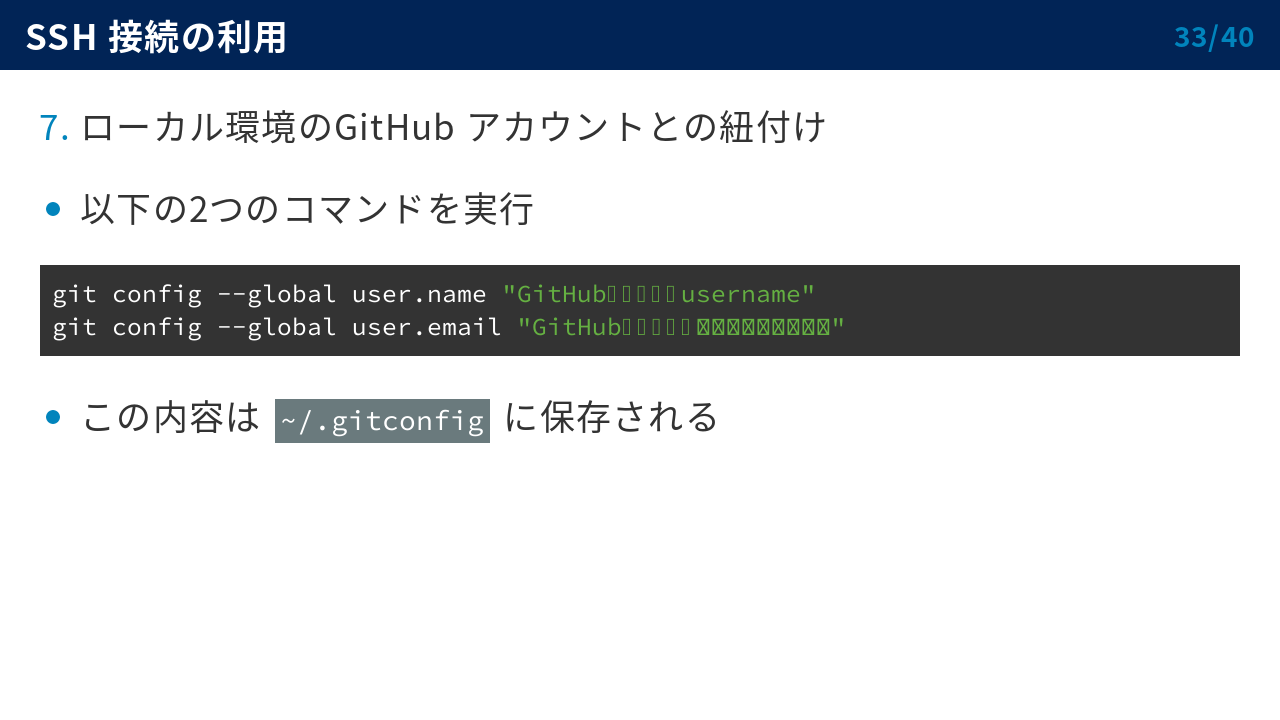 SSH 接続の利用
33/40
7. ローカル環境のGitHub アカウントとの紐付け
以下の2つのコマンドを実行
git config --global user.name "GitHub username"
git config --global user.email "GitHub "
この内容は ~/.gitconfig に保存される